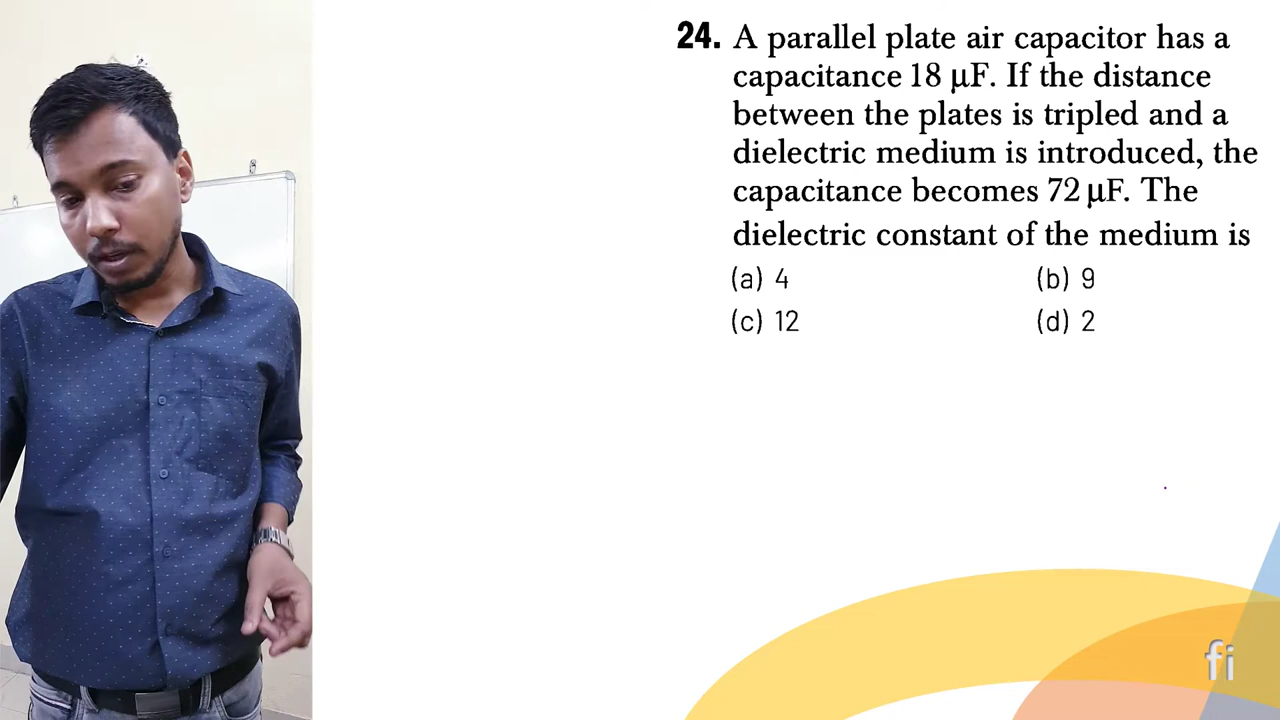 24. A parallel plate air capacitor has a
capacitance 18 μF. If the distance
between the plates is tripled and a
dielectric medium is introduced, the
capacitance becomes 72 μF. The
dielectric constant of the medium is
(a) 4 (b) 9
(c) 12 (d) 2
fi